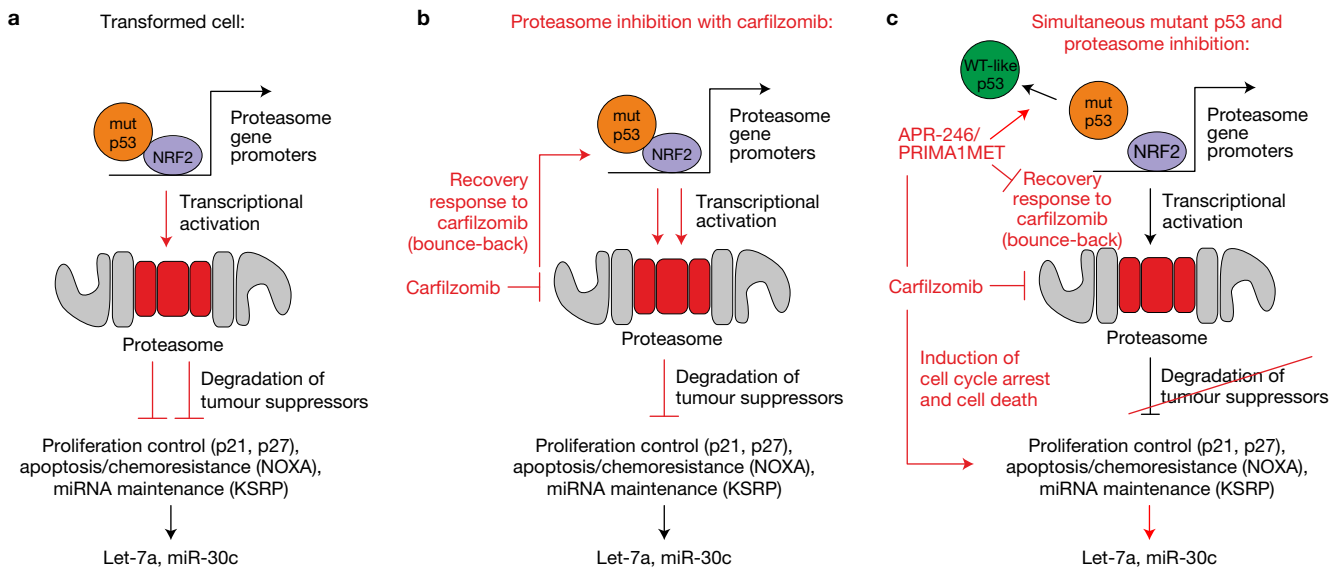 a
Transformed cell:
mut
p53
NRF2
Proteasome
gene
promoters
Transcriptional
activation
Proteasome
Degradation of
tumour suppressors
Proliferation control (p21, p27),
apoptosis/chemoresistance (NOXA),
miRNA maintenance (KSRP)
Let-7a, miR-30c
b
Proteasome inhibition with carfilzomib:
mut
p53
NRF2
Proteasome
gene
promoters
Recovery
response to
carfilzomib
(bounce-back)
Transcriptional
activation
Carfilzomib
Proteasome
Degradation of
tumour suppressors
Proliferation control (p21, p27),
apoptosis/chemoresistance (NOXA),
miRNA maintenance (KSRP)
Let-7a, miR-30c
c
Simultaneous mutant p53 and
proteasome inhibition:
WT-like
p53
mut
p53
NRF2
Proteasome
gene
promoters
APR-246/
PRIMA1MET
Recovery
response to
carfilzomib
(bounce-back)
Transcriptional
activation
Carfilzomib
Proteasome
Induction of
cell cycle arrest
and cell death
Degradation of
tumour suppressors
Proliferation control (p21, p27),
apoptosis/chemoresistance (NOXA),
miRNA maintenance (KSRP)
Let-7a, miR-30c